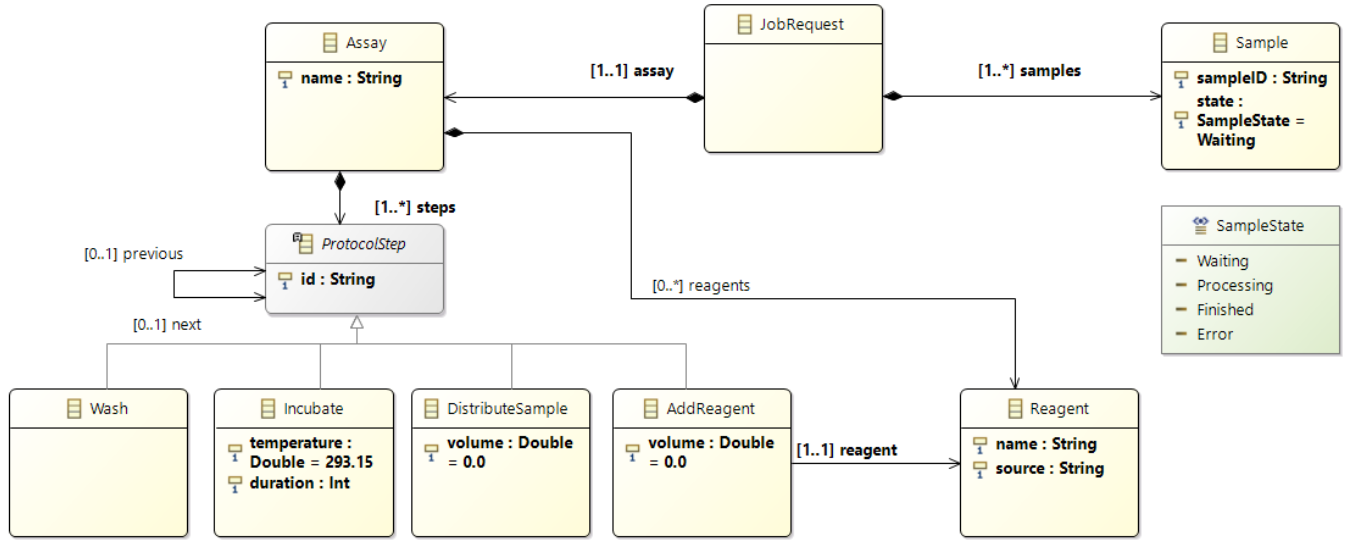 Assay
name : String
[1..1] assay
JobRequest
[1..*] samples
Sample
sampleID : String
state :
SampleState =
Waiting
[1..*] steps
ProtocolStep
id : String
[0..1] previous
[0..1] next
[0..*] reagents
SampleState
Waiting
Processing
Finished
Error
Wash
Incubate
temperature :
Double = 293.15
duration : Int
DistributeSample
volume : Double
= 0.0
AddReagent
volume : Double
= 0.0
[1..1] reagent
Reagent
name : String
source : String